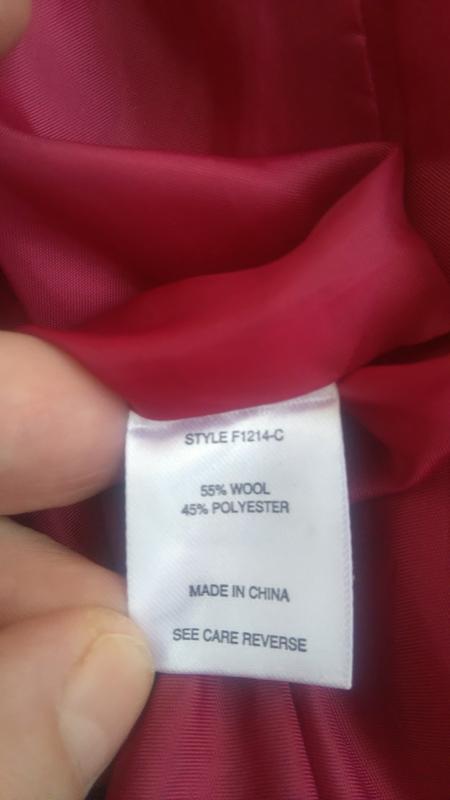 STYLE F1214-C
55% WOOL
45% POLYESTER
MADE IN CHINA
SEE CARE REVERSE